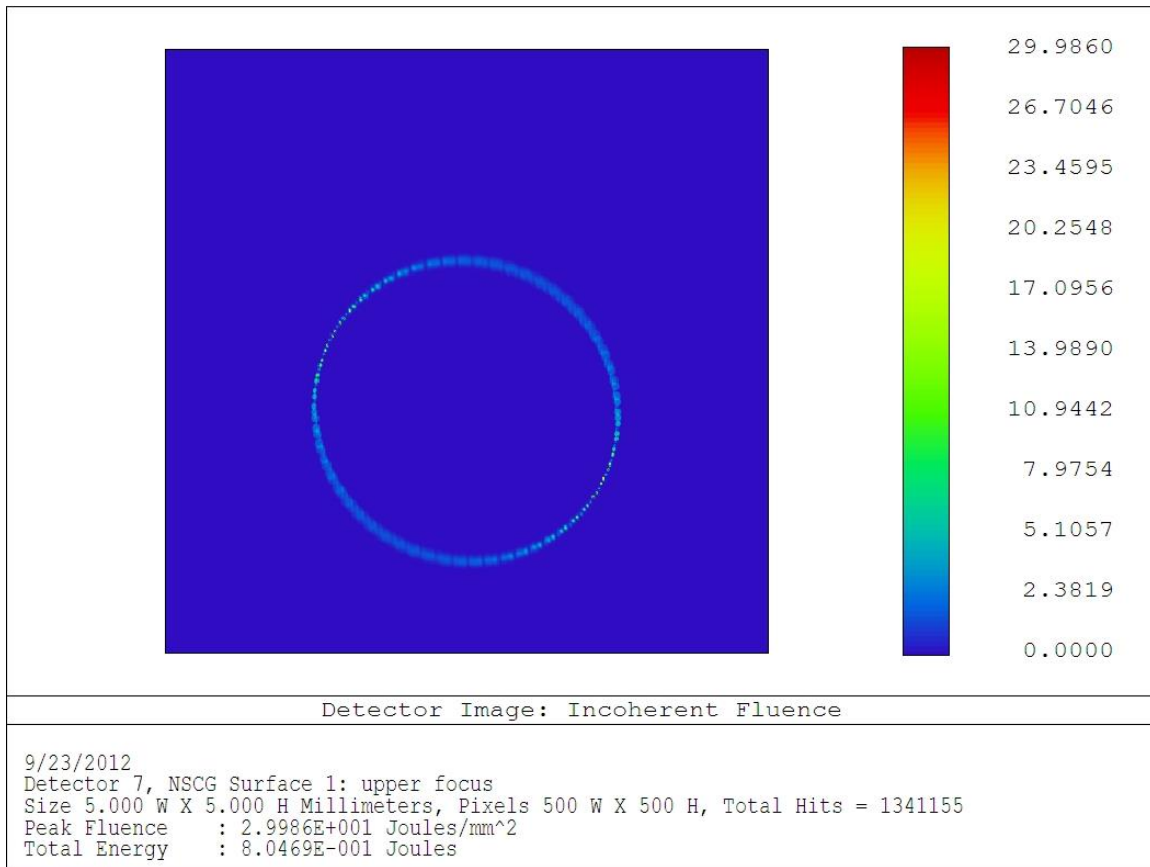 29.9860
26.7046
23.4595
20.2548
17.0956
13.9890
10.9442
7.9754
5.1057
2.3819
0.0000
Detector Image: Incoherent Fluence
9/23/2012
Detector 7, NSCG Surface 1: upper focus
Size 5.000 W X 5.000 H Millimeters, Pixels 500 W X 500 H, Total Hits = 1341155
Peak Fluence    : 2.9986E+001 Joules/mm^2
Total Energy    : 8.0469E-001 Joules